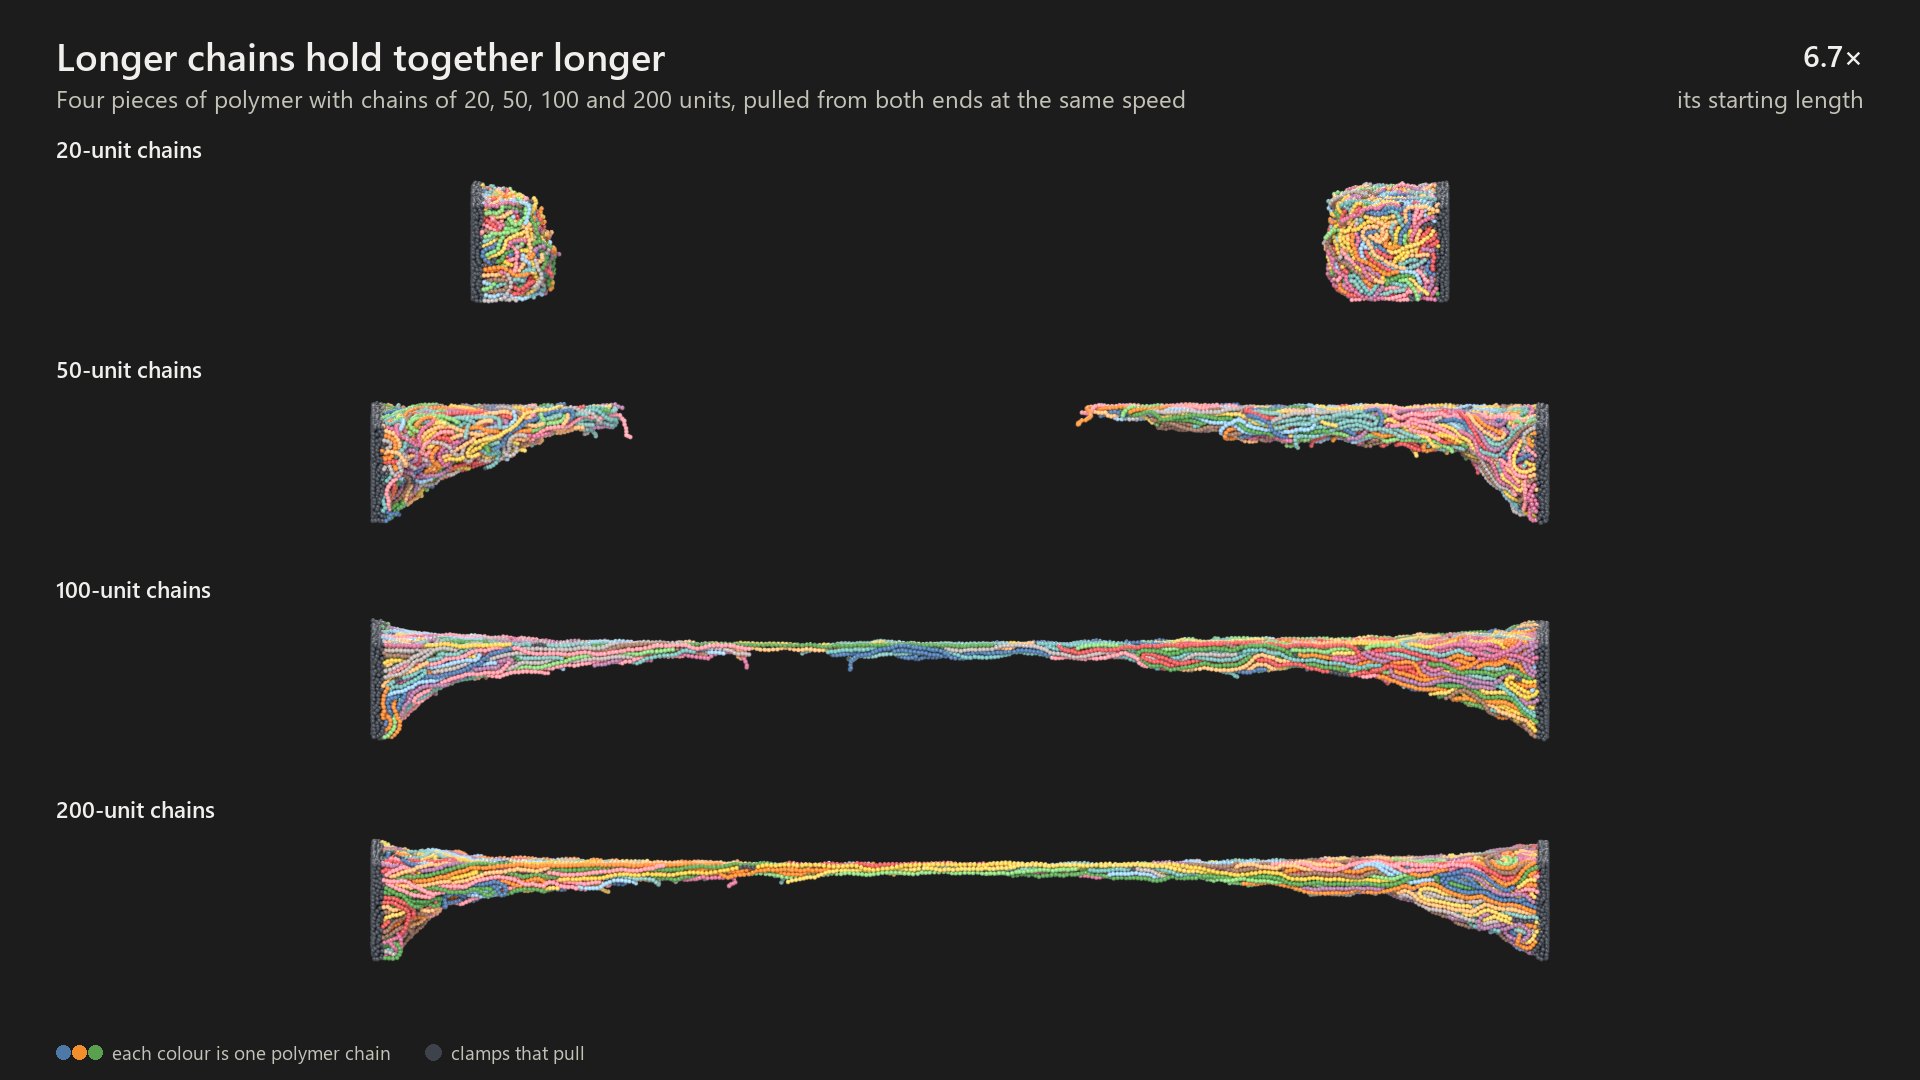 Longer chains hold together longer
6.7×
Four pieces of polymer with chains of 20, 50, 100 and 200 units, pulled from both ends at the same speed
its starting length
20-unit chains
50-unit chains
100-unit chains
200-unit chains
each colour is one polymer chain
clamps that pull